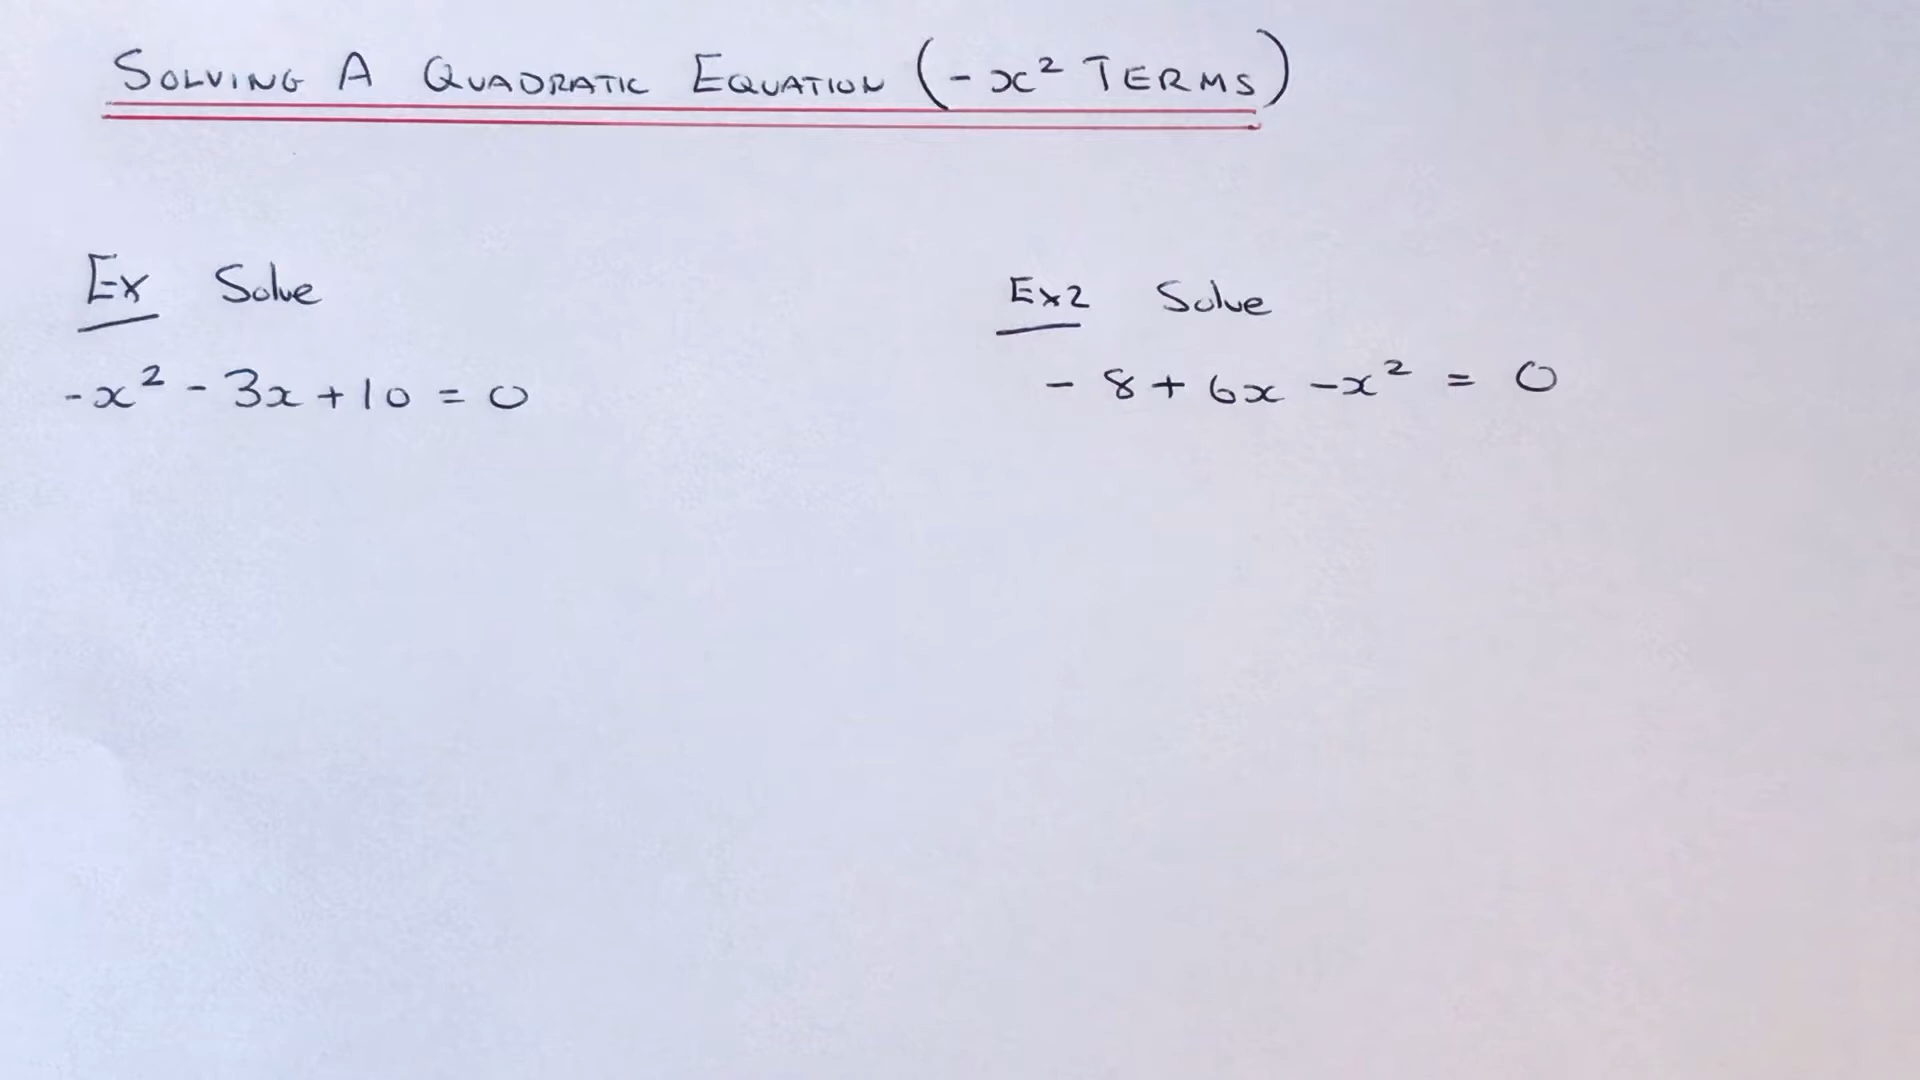 SOLVING A QUADRATIC EQUATION (-x² TERMS)
Ex Solve
-x² - 3x + 10 = 0
Ex2 Solve
- 8 + 6x - x² = 0